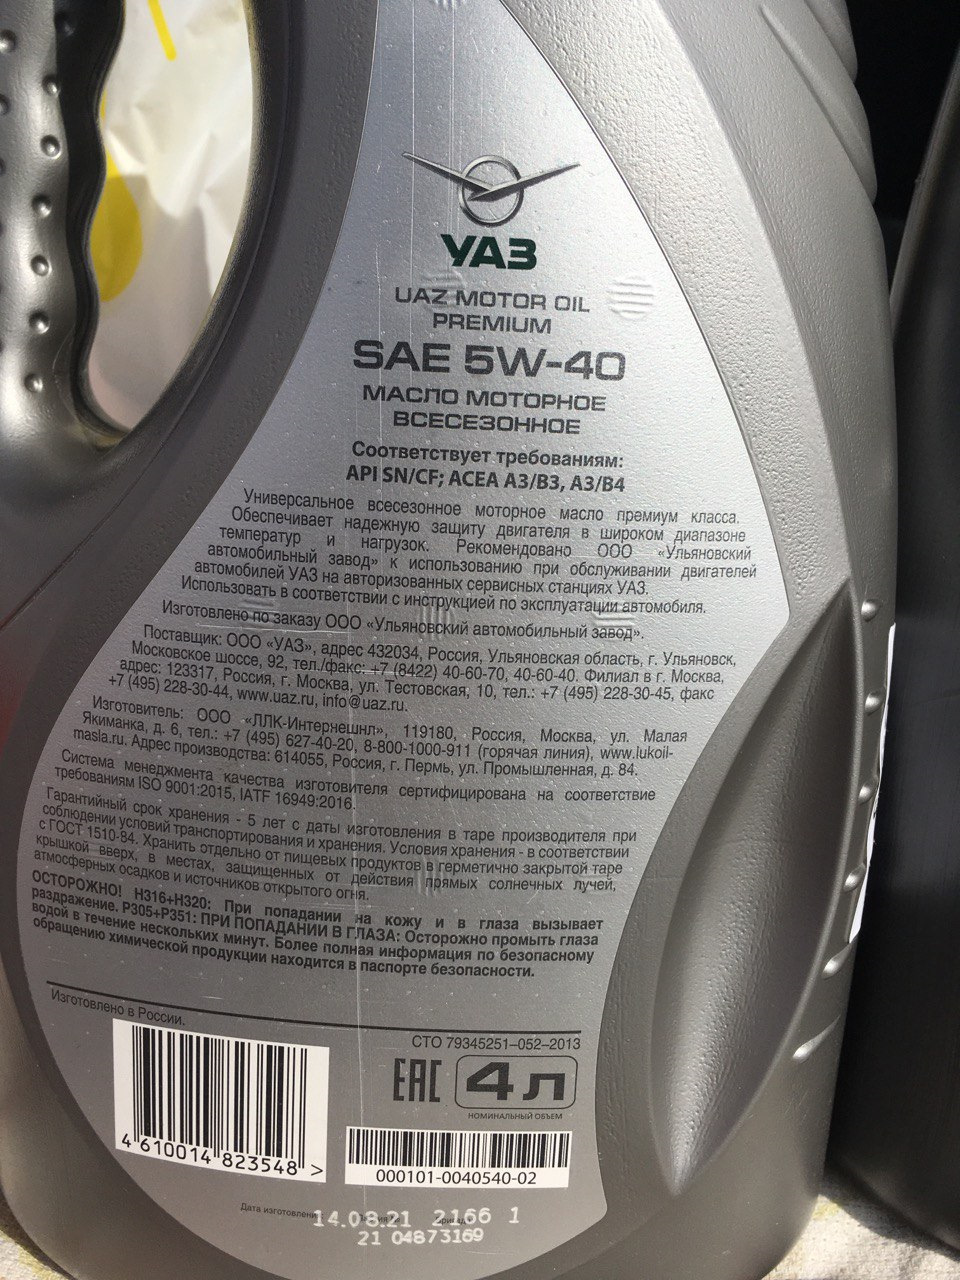 УАЗ
UAZ MOTOR OIL
PREMIUM
SAE 5W-40
МАСЛО МОТОРНОЕ
ВСЕСЕЗОННОЕ
Соответствует требованиям:
API SN/CF; ACEA A3/B3, A3/B4
Универсальное всесезонное моторное масло премиум класса.
Обеспечивает надежную защиту двигателя в широком диапазоне
температур и нагрузок. Рекомендовано ООО «Ульяновский
автомобильный завод» к использованию при обслуживании двигателей
автомобилей УАЗ на авторизованных сервисных станциях УАЗ.
Использовать в соответствии с инструкцией по эксплуатации автомобиля.
Изготовлено по заказу ООО «Ульяновский автомобильный завод».
Поставщик: ООО «УАЗ», адрес 432034, Россия, Ульяновская область, г. Ульяновск,
Московское шоссе, 92, тел./факс: +7 (8422) 40-60-70, 40-60-40. Филиал в г. Москва,
адрес: 123317, Россия, г. Москва, ул. Тестовская, 10, тел.: +7 (495) 228-30-45, факс
+7 (495) 228-30-44, www.uaz.ru, info@uaz.ru.
Изготовитель: ООО «ЛЛК-Интернешнл», 119180, Россия, Москва, ул. Малая
Якиманка, д. 6, тел.: +7 (495) 627-40-20, 8-800-1000-911 (горячая линия), www.lukoil-
masla.ru. Адрес производства: 614055, Россия, г. Пермь, ул. Промышленная, д. 84.
Система менеджмента качества изготовителя сертифицирована на соответствие
требованиям ISO 9001:2015, IATF 16949:2016.
Гарантийный срок хранения - 5 лет с даты изготовления в таре производителя при
соблюдении условий транспортирования и хранения. Условия хранения - в соответствии
с ГОСТ 1510-84. Хранить отдельно от пищевых продуктов в герметично закрытой таре
крышкой вверх, в местах, защищенных от действия прямых солнечных лучей,
атмосферных осадков и источников открытого огня.
ОСТОРОЖНО! H316+H320: При попадании на кожу и в глаза вызывает
раздражение. P305+P351: ПРИ ПОПАДАНИИ В ГЛАЗА: Осторожно промыть глаза
водой в течение нескольких минут. Более полная информация по безопасному
обращению химической продукции находится в паспорте безопасности.
Изготовлено в России.
СТО 79345251–052–2013
ЕАС
4 л
НОМИНАЛЬНЫЙ ОБЪЕМ
4 610014 823548 >
000101-0040540-02
Дата изготовления:
14.08.21 2166 1
21 04873169